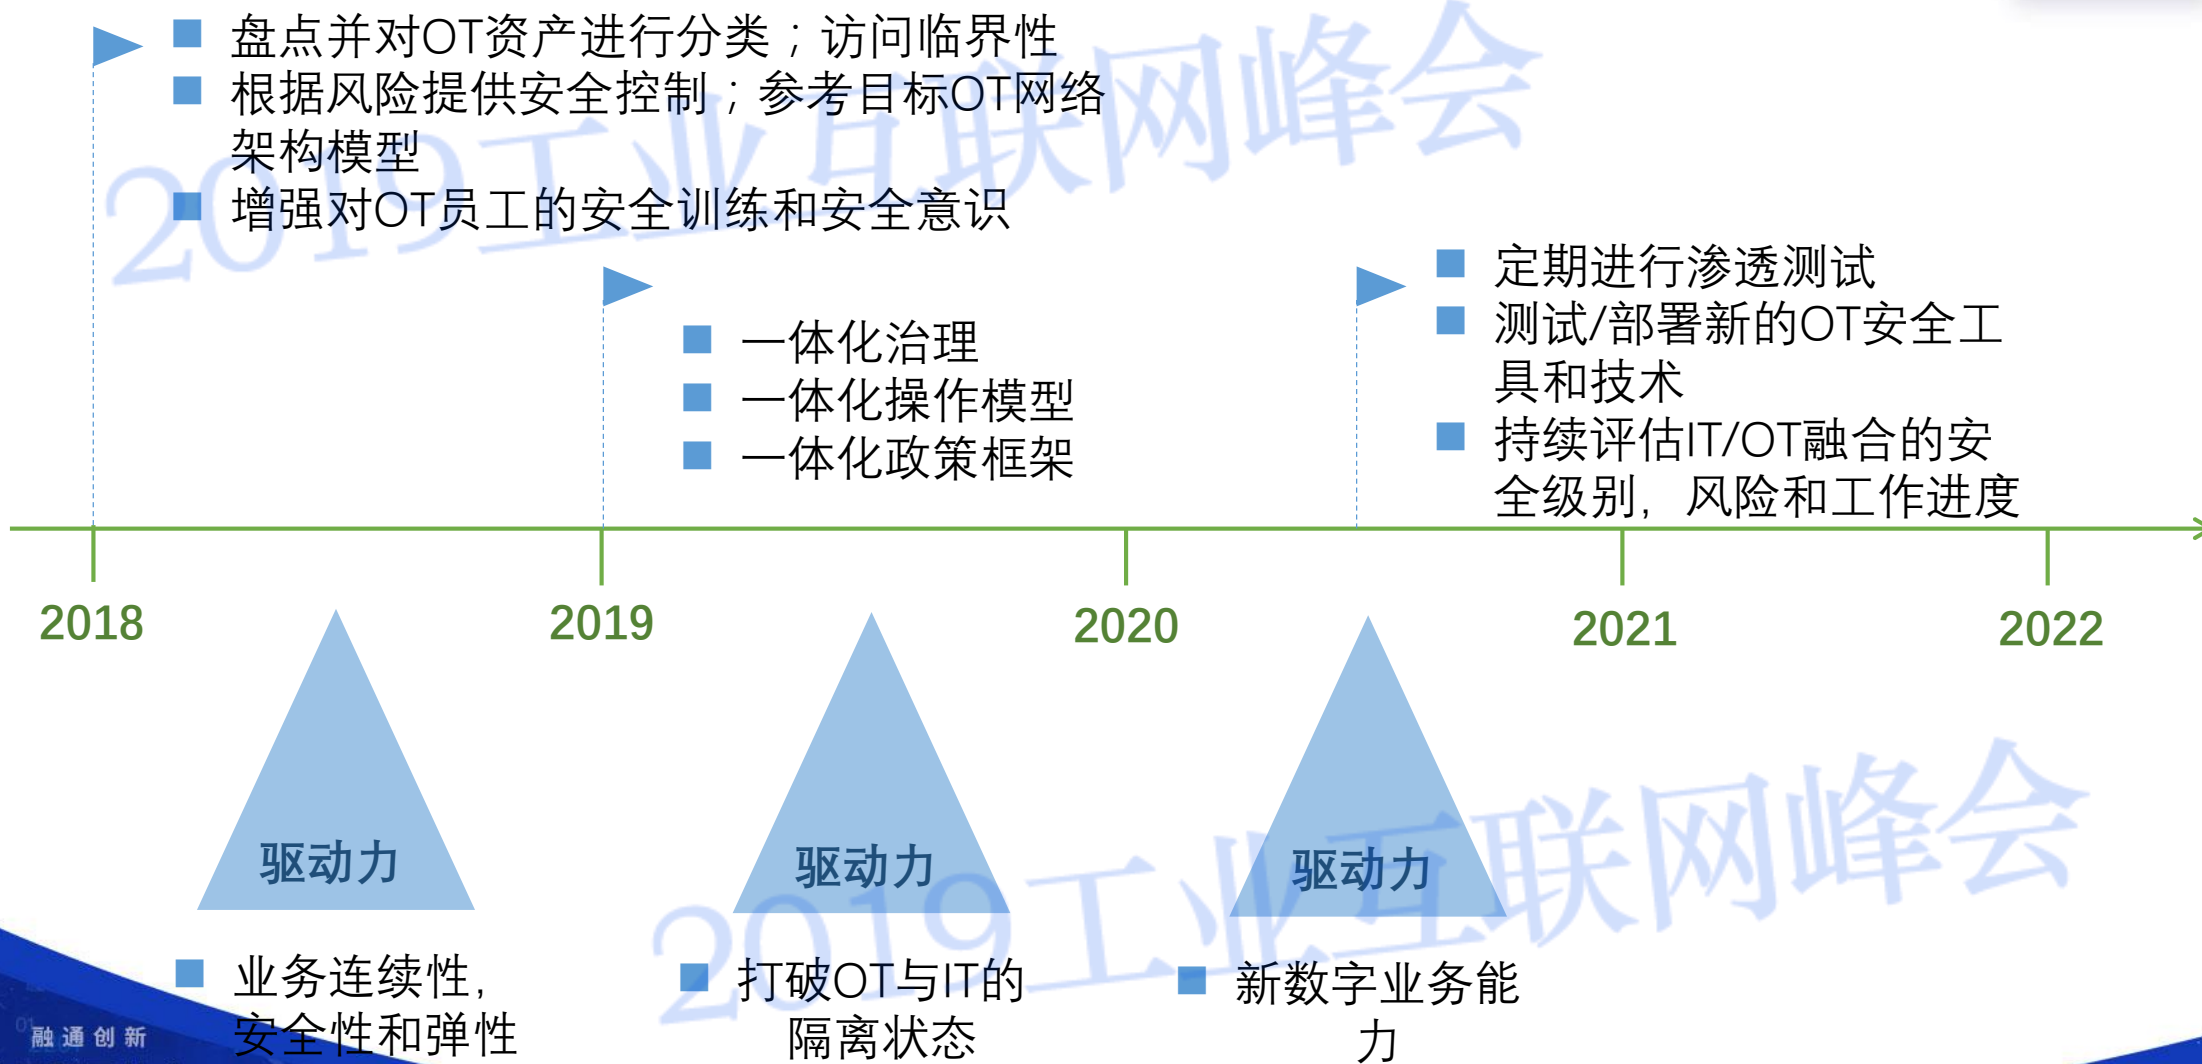 盘点并对OT资产进行分类；访问临界性
根据风险提供安全控制；参考目标OT网络
架构模型
增强对OT员工的安全训练和安全意识
2019工业互联网峰会
一体化治理
一体化操作模型
一体化政策框架
定期进行渗透测试
测试/部署新的OT安全工
具和技术
持续评估IT/OT融合的安
全级别，风险和工作进度
2018
2019
2020
2021
2022
驱动力
驱动力
驱动力
2019工业互联网峰会
业务连续性，
安全性和弹性
打破OT与IT的
隔离状态
新数字业务能
力
融通创新